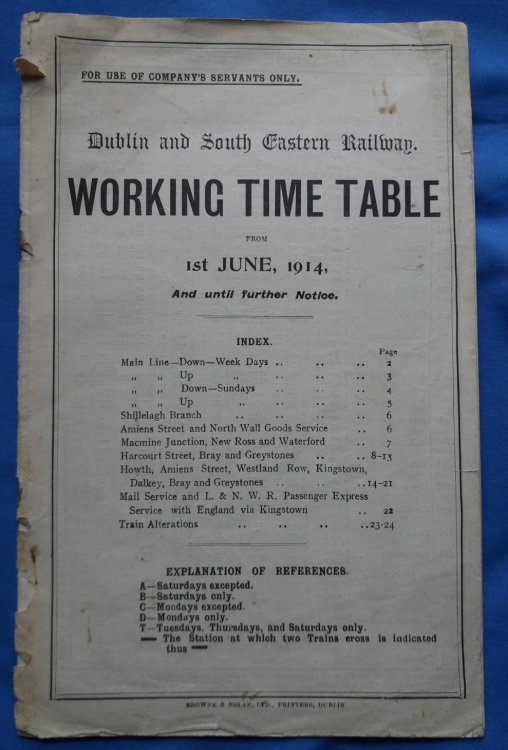 FOR USE OF COMPANY'S SERVANTS ONLY.
Dublin and South Eastern Railway.
WORKING TIME TABLE
FROM
1st JUNE, 1914,
And until further Notice.
INDEX.
Page
Main Line—Down—Week Days .. .. .. 2
„ „ Up „ .. .. .. 3
„ „ Down—Sundays .. .. .. 4
„ „ Up „ .. .. .. 5
Shillelagh Branch .. .. .. .. 6
Amiens Street and North Wall Goods Service .. 6
Macmine Junction, New Ross and Waterford .. 7
Harcourt Street, Bray and Greystones .. .. 8-13
Howth, Amiens Street, Westland Row, Kingstown,
Dalkey, Bray and Greystones .. .. ..14-21
Mail Service and L. & N. W. R. Passenger Express
Service with England via Kingstown .. 22
Train Alterations .. .. .. ..23-24
EXPLANATION OF REFERENCES.
A—Saturdays excepted.
B—Saturdays only.
C—Mondays excepted.
D—Mondays only.
T—Tuesdays, Thursdays, and Saturdays only.
— The Station at which two Trains cross is indicated
thus —
BROWNE & NOLAN, LTD., PRINTERS, DUBLIN